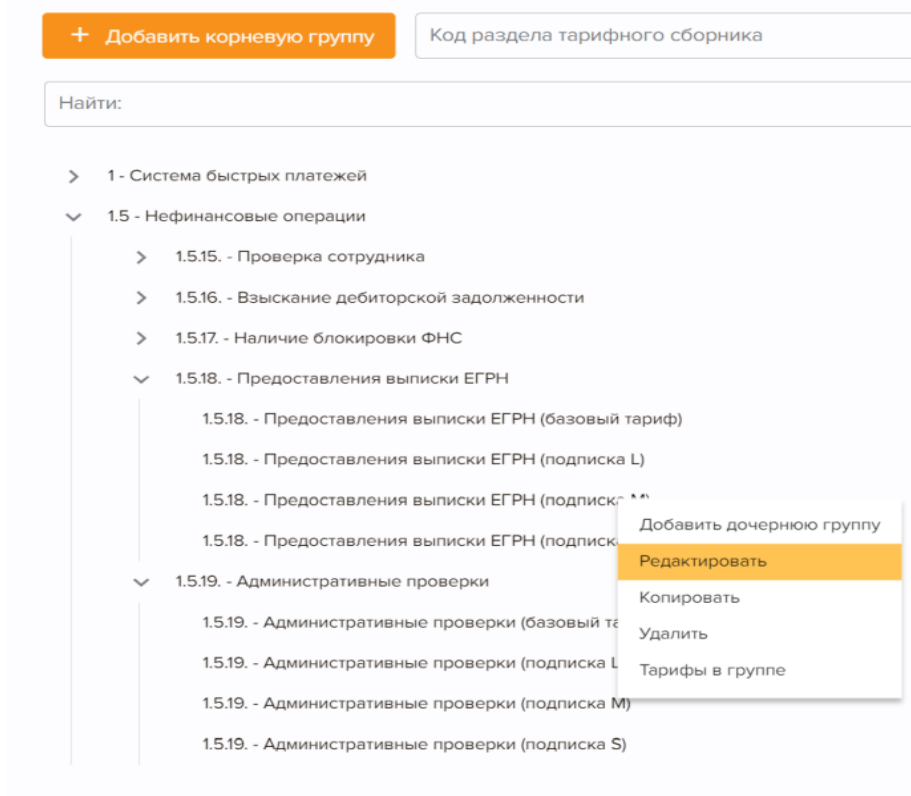 + Добавить корневую группу
Код раздела тарифного сборника
Найти:
1 - Система быстрых платежей
1.5 - Нефинансовые операции
1.5.15. - Проверка сотрудника
1.5.16. - Взыскание дебиторской задолженности
1.5.17. - Наличие блокировки ФНС
1.5.18. - Предоставления выписки ЕГРН
1.5.18. - Предоставления выписки ЕГРН (базовый тариф)
1.5.18. - Предоставления выписки ЕГРН (подписка L)
1.5.18. - Предоставления выписки ЕГРН (подписка M)
1.5.18. - Предоставления выписки ЕГРН (подписк
1.5.19. - Административные проверки
1.5.19. - Административные проверки (базовый та
1.5.19. - Административные проверки (подписка L
1.5.19. - Административные проверки (подписка M)
1.5.19. - Административные проверки (подписка S)
Добавить дочернюю группу
Редактировать
Копировать
Удалить
Тарифы в группе